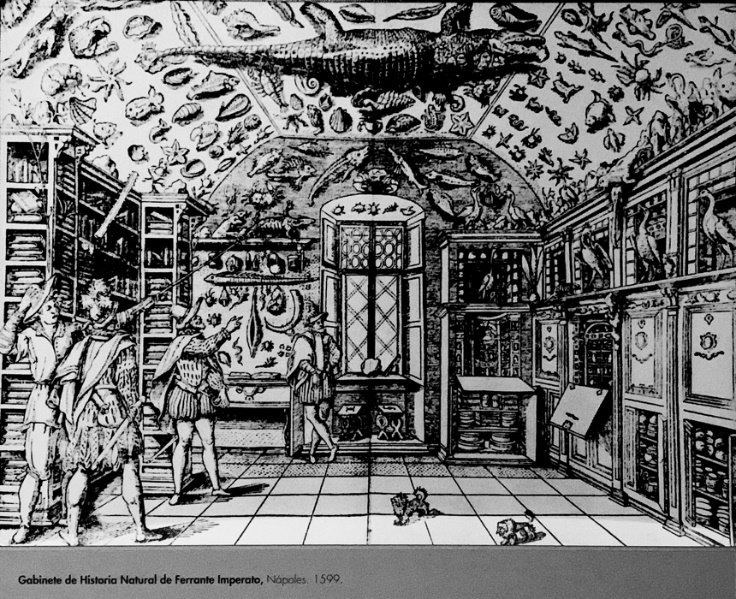 Gabinete de Historia Natural de Ferrante Imperato, Nápoles. 1599.